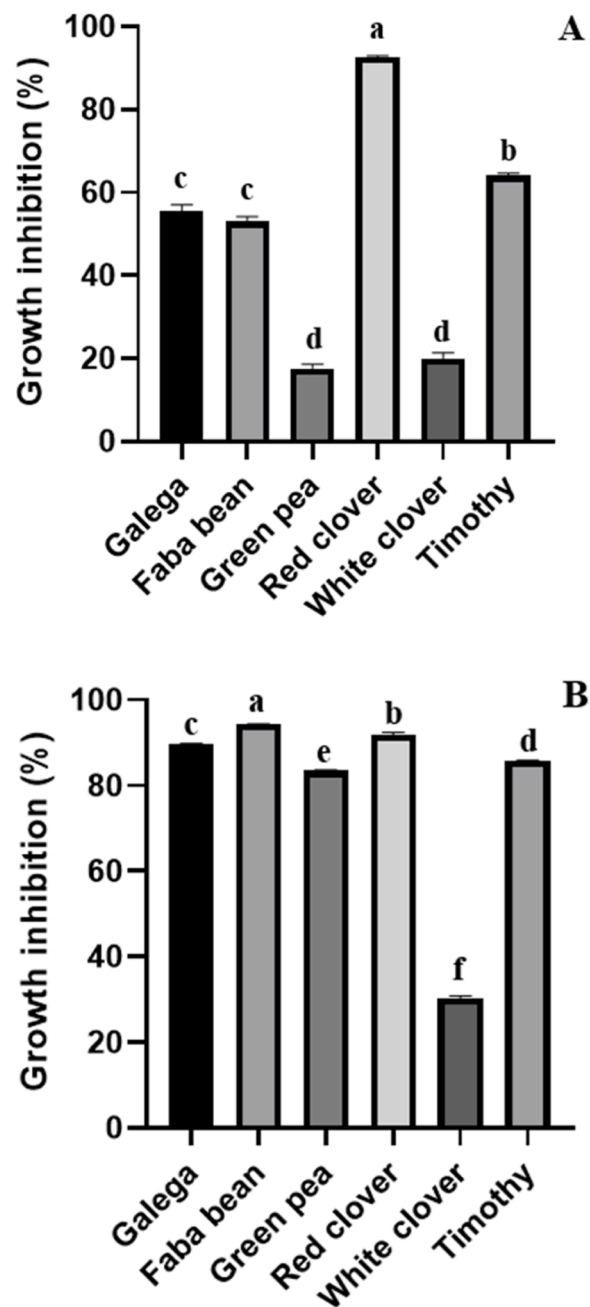 A
Growth inhibition (%)
100
80
60
40
20
0
c
c
d
a
d
b
Galega
Faba bean
Green pea
Red clover
White clover
Timothy
B
Growth inhibition (%)
100
80
60
40
20
0
c
a
e
b
f
d
Galega
Faba bean
Green pea
Red clover
White clover
Timothy